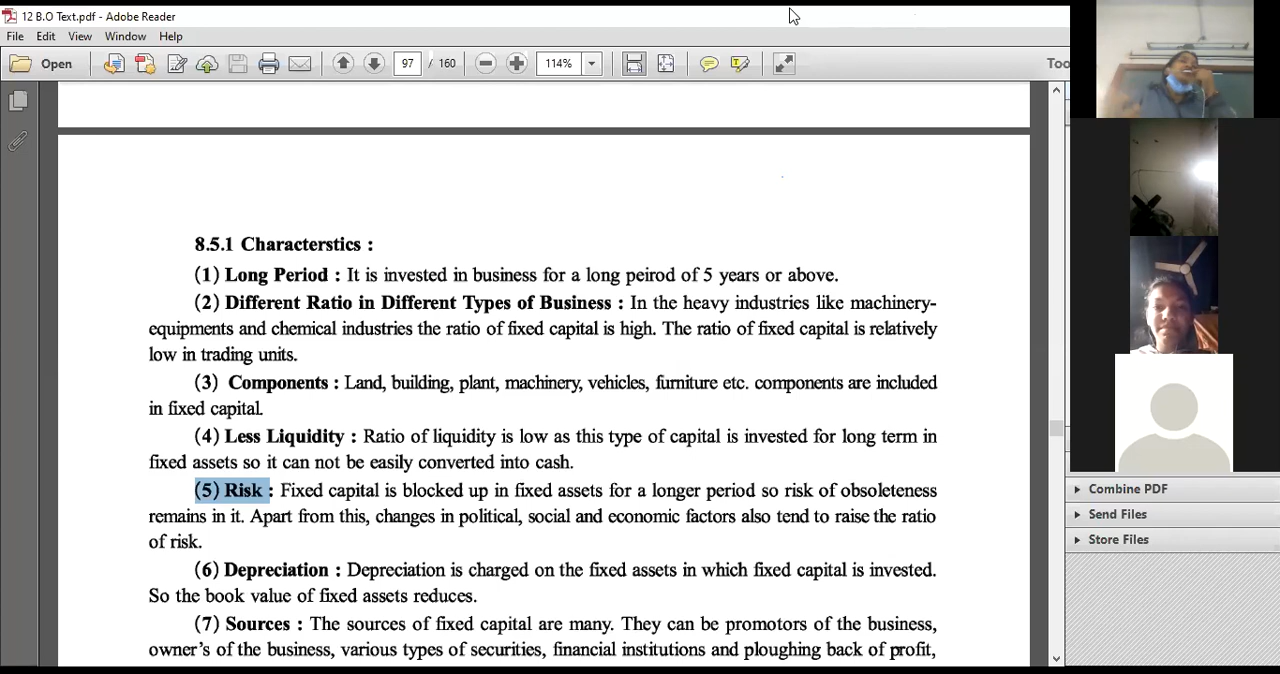 12 B.O Text.pdf - Adobe Reader
File Edit View Window Help
Open 97 / 160 114% Too
8.5.1 Characterstics :
(1) Long Period : It is invested in business for a long peirod of 5 years or above.
(2) Different Ratio in Different Types of Business : In the heavy industries like machinery-
equipments and chemical industries the ratio of fixed capital is high. The ratio of fixed capital is relatively
low in trading units.
(3) Components : Land, building, plant, machinery, vehicles, furniture etc. components are included
in fixed capital.
(4) Less Liquidity : Ratio of liquidity is low as this type of capital is invested for long term in
fixed assets so it can not be easily converted into cash.
(5) Risk : Fixed capital is blocked up in fixed assets for a longer period so risk of obsoleteness
remains in it. Apart from this, changes in political, social and economic factors also tend to raise the ratio
of risk.
(6) Depreciation : Depreciation is charged on the fixed assets in which fixed capital is invested.
So the book value of fixed assets reduces.
(7) Sources : The sources of fixed capital are many. They can be promotors of the business,
owner's of the business, various types of securities, financial institutions and ploughing back of profit,
Combine PDF
Send Files
Store Files